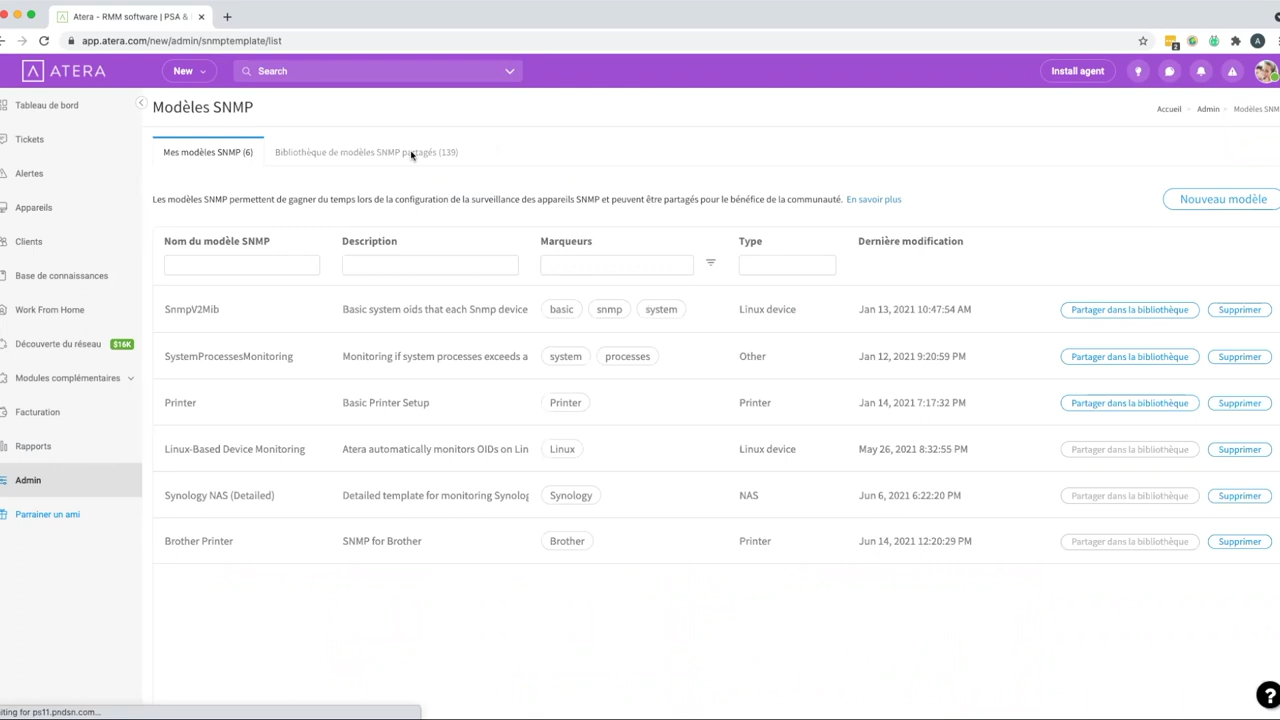 Atera - RMM software | PSA &
app.atera.com/new/admin/snmptemplate/list
2
A
ATERA
New
Search
Install agent
Tableau de bord
Tickets
Alertes
Appareils
Clients
Base de connaissances
Work From Home
Découverte du réseau $16K
Modules complémentaires
Facturation
Rapports
Admin
Parrainer un ami
Modèles SNMP
Accueil Admin Modèles SNM
Mes modèles SNMP (6) Bibliothèque de modèles SNMP partagés (139)
Les modèles SNMP permettent de gagner du temps lors de la configuration de la surveillance des appareils SNMP et peuvent être partagés pour le bénéfice de la communauté. En savoir plus
Nouveau modèle
Nom du modèle SNMP Description Marqueurs Type Dernière modification
SnmpV2Mib Basic system oids that each Snmp device basic snmp system Linux device Jan 13, 2021 10:47:54 AM Partager dans la bibliothèque Supprimer
SystemProcessesMonitoring Monitoring if system processes exceeds a system processes Other Jan 12, 2021 9:20:59 PM Partager dans la bibliothèque Supprimer
Printer Basic Printer Setup Printer Printer Jan 14, 2021 7:17:32 PM Partager dans la bibliothèque Supprimer
Linux-Based Device Monitoring Atera automatically monitors OIDs on Lin Linux Linux device May 26, 2021 8:32:55 PM Partager dans la bibliothèque Supprimer
Synology NAS (Detailed) Detailed template for monitoring Synolog Synology NAS Jun 6, 2021 6:22:20 PM Partager dans la bibliothèque Supprimer
Brother Printer SNMP for Brother Brother Printer Jun 14, 2021 12:20:29 PM Partager dans la bibliothèque Supprimer
?
iting for ps11.pndsn.com...